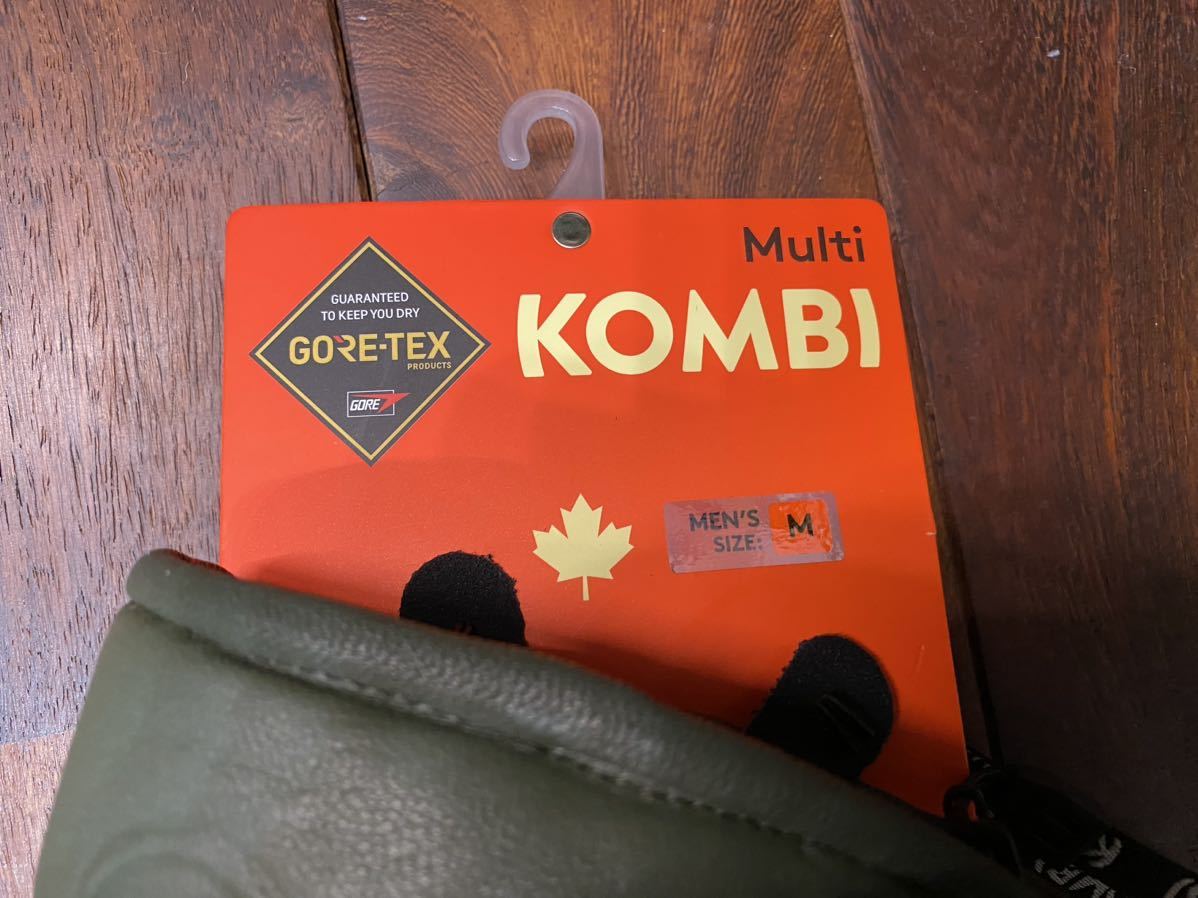 Multi
KOMBI
GUARANTEED
TO KEEP YOU DRY
GORE-TEX
PRODUCTS
GORE
MEN'S
SIZE:
M